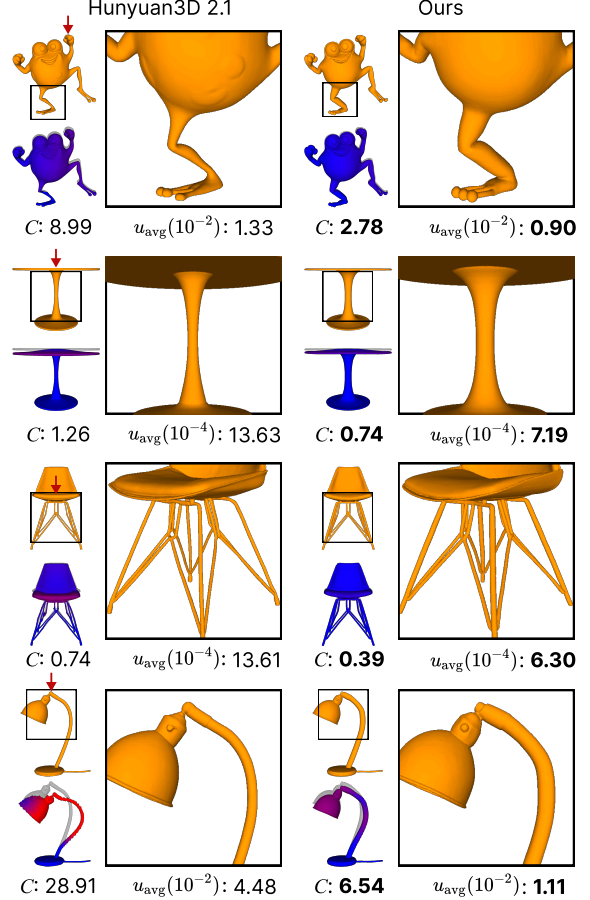 Hunyuan3D 2.1 Ours
C: 8.99 u_avg(10^-2): 1.33 C: 2.78 u_avg(10^-2): 0.90
C: 1.26 u_avg(10^-4): 13.63 C: 0.74 u_avg(10^-4): 7.19
C: 0.74 u_avg(10^-4): 13.61 C: 0.39 u_avg(10^-4): 6.30
C: 28.91 u_avg(10^-2): 4.48 C: 6.54 u_avg(10^-2): 1.11